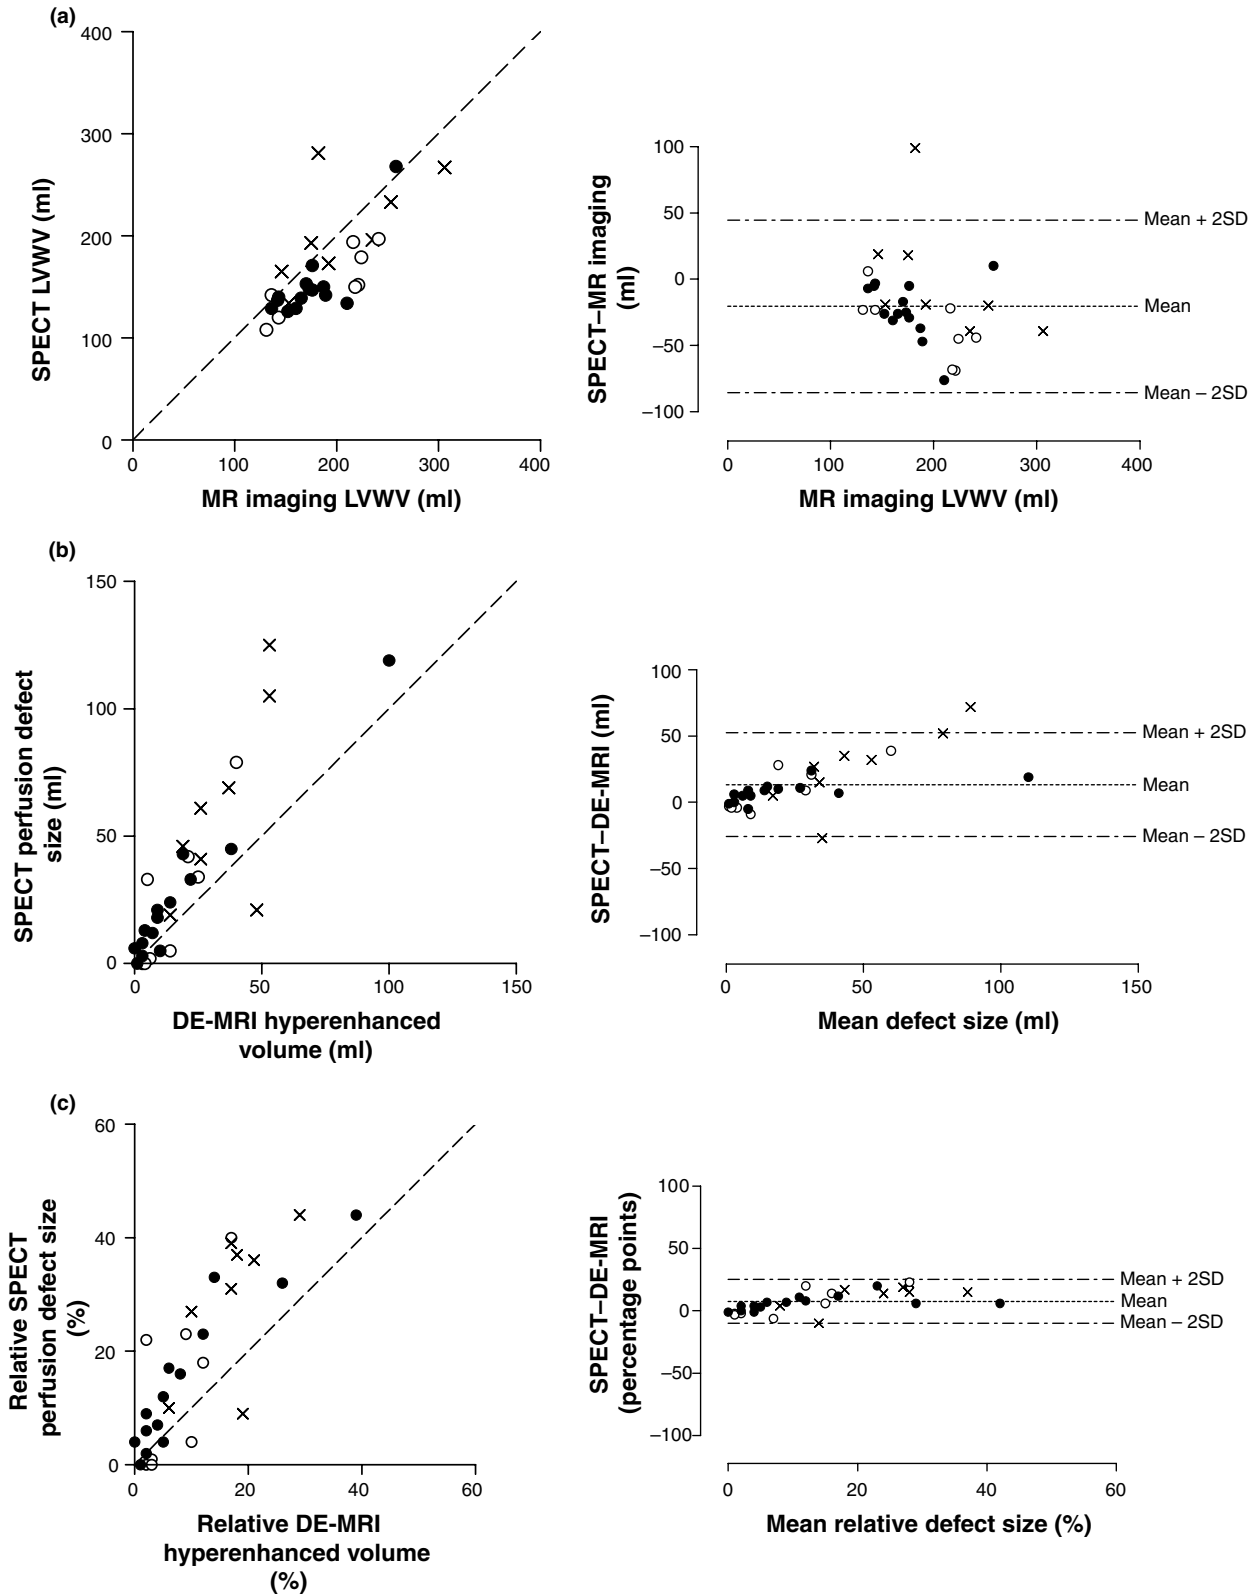 (a)
400
300
200
100
0
SPECT LVWV (ml)
0 100 200 300 400
MR imaging LVWV (ml)
100
50
0
–50
–100
SPECT–MR imaging
(ml)
Mean + 2SD
Mean
Mean – 2SD
0 100 200 300 400
MR imaging LVWV (ml)
(b)
150
100
50
0
SPECT perfusion defect
size (ml)
0 50 100 150
DE-MRI hyperenhanced
volume (ml)
100
50
0
–50
–100
SPECT–DE-MRI (ml)
Mean + 2SD
Mean
Mean – 2SD
0 50 100 150
Mean defect size (ml)
(c)
60
40
20
0
Relative SPECT
perfusion defect size
(%)
0 20 40 60
Relative DE-MRI
hyperenhanced volume
(%)
100
50
0
–50
–100
SPECT–DE-MRI
(percentage points)
Mean + 2SD
Mean
Mean – 2SD
0 20 40 60
Mean relative defect size (%)